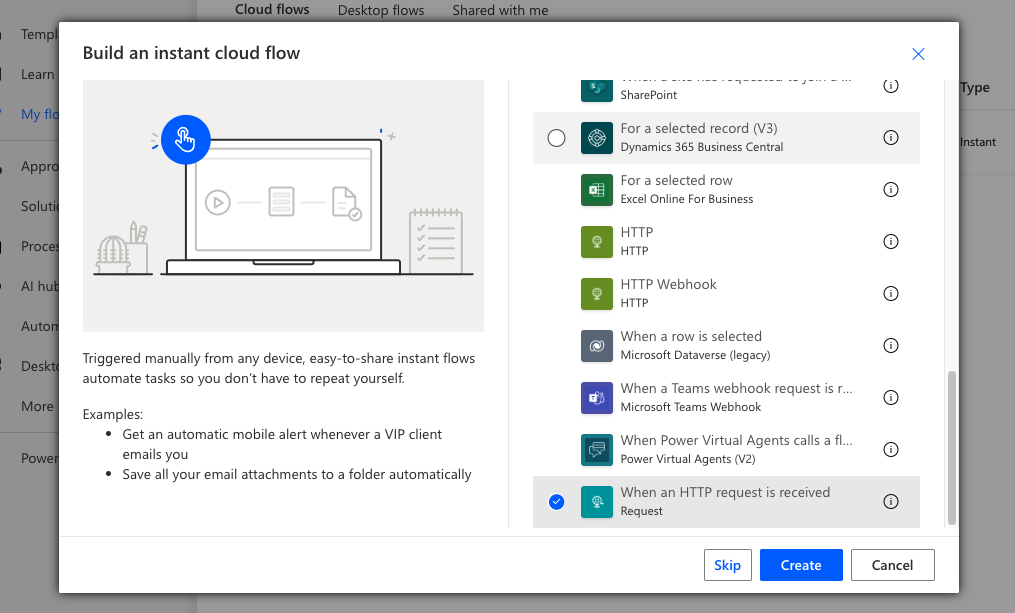 Cloud flows
Desktop flows
Shared with me
Templ
Learn
My flo
Appro
Soluti
Proces
AI hub
Autom
Deskto
More
Power
Type
Instant
Build an instant cloud flow
Triggered manually from any device, easy-to-share instant flows
automate tasks so you don’t have to repeat yourself.
Examples:
• Get an automatic mobile alert whenever a VIP client
emails you
• Save all your email attachments to a folder automatically
When a site has requested to join a ...
SharePoint
For a selected record (V3)
Dynamics 365 Business Central
For a selected row
Excel Online For Business
HTTP
HTTP
HTTP Webhook
HTTP
When a row is selected
Microsoft Dataverse (legacy)
When a Teams webhook request is r...
Microsoft Teams Webhook
When Power Virtual Agents calls a fl...
Power Virtual Agents (V2)
When an HTTP request is received
Request
Skip
Create
Cancel